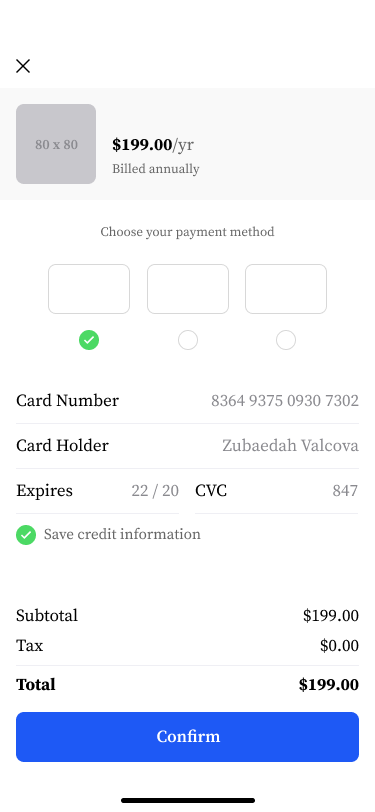 80 x 80
$199.00/yr
Billed annually
Choose your payment method
Card Number 8364 9375 0930 7302
Card Holder Zubaedah Valcova
Expires 22 / 20 CVC 847
Save credit information
Subtotal $199.00
Tax $0.00
Total $199.00
Confirm